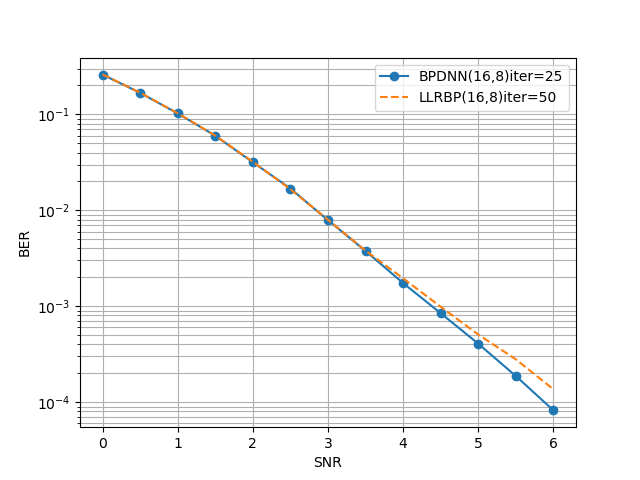 BPDNN(16,8)iter=25
LLRBP(16,8)iter=50
BER
10⁻¹
10⁻²
10⁻³
10⁻⁴
0 1 2 3 4 5 6
SNR